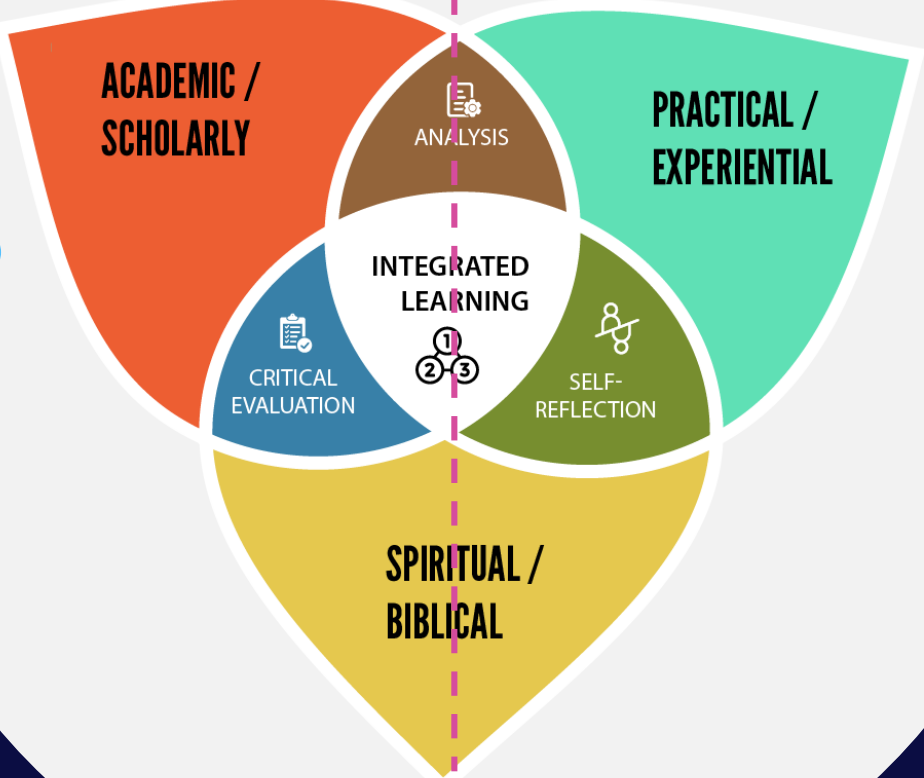 ACADEMIC /
SCHOLARLY
PRACTICAL /
EXPERIENTIAL
ANALYSIS
INTEGRATED
LEARNING
1
2 3
CRITICAL
EVALUATION
SELF-
REFLECTION
SPIRITUAL /
BIBLICAL